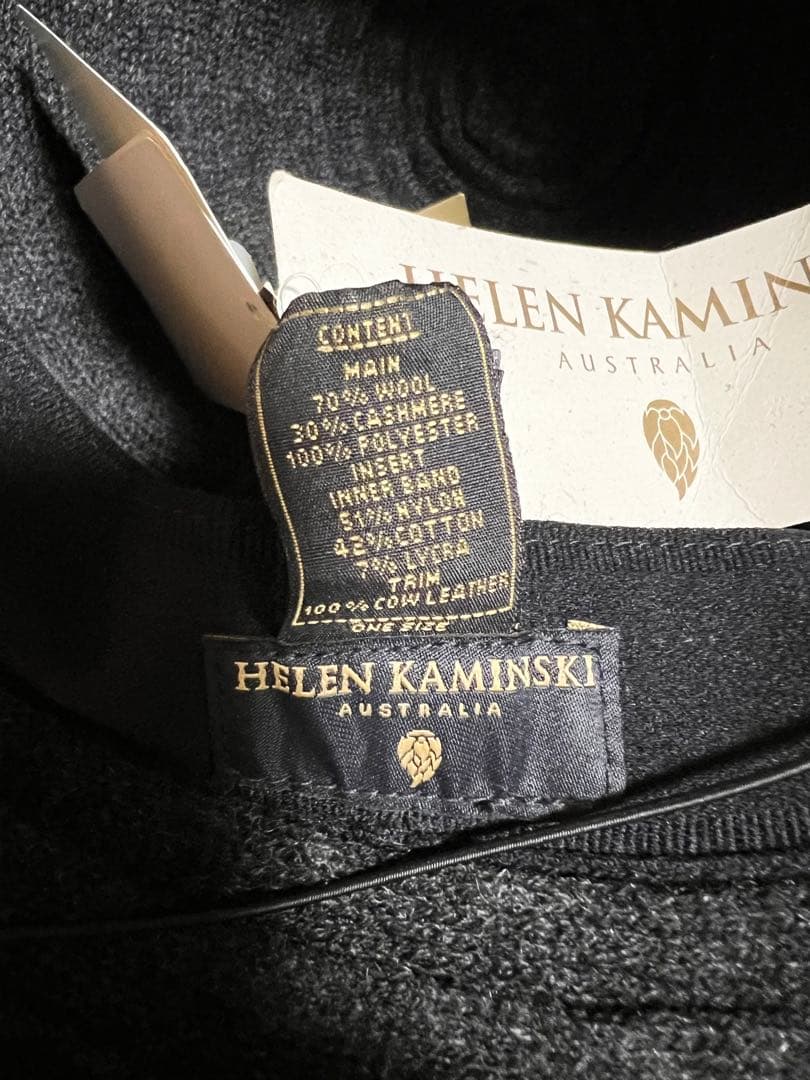 HELEN KAMIN
AUSTRALIA
CONTENT
MAIN
70% WOOL
30% CASHMERE
100% POLYESTER
INSERT
INNER BAND
51% NYLON
42% COTTON
7% LYCRA
TRIM
100% COW LEATHER
ONE SIZE
HELEN KAMINSKI
AUSTRALIA